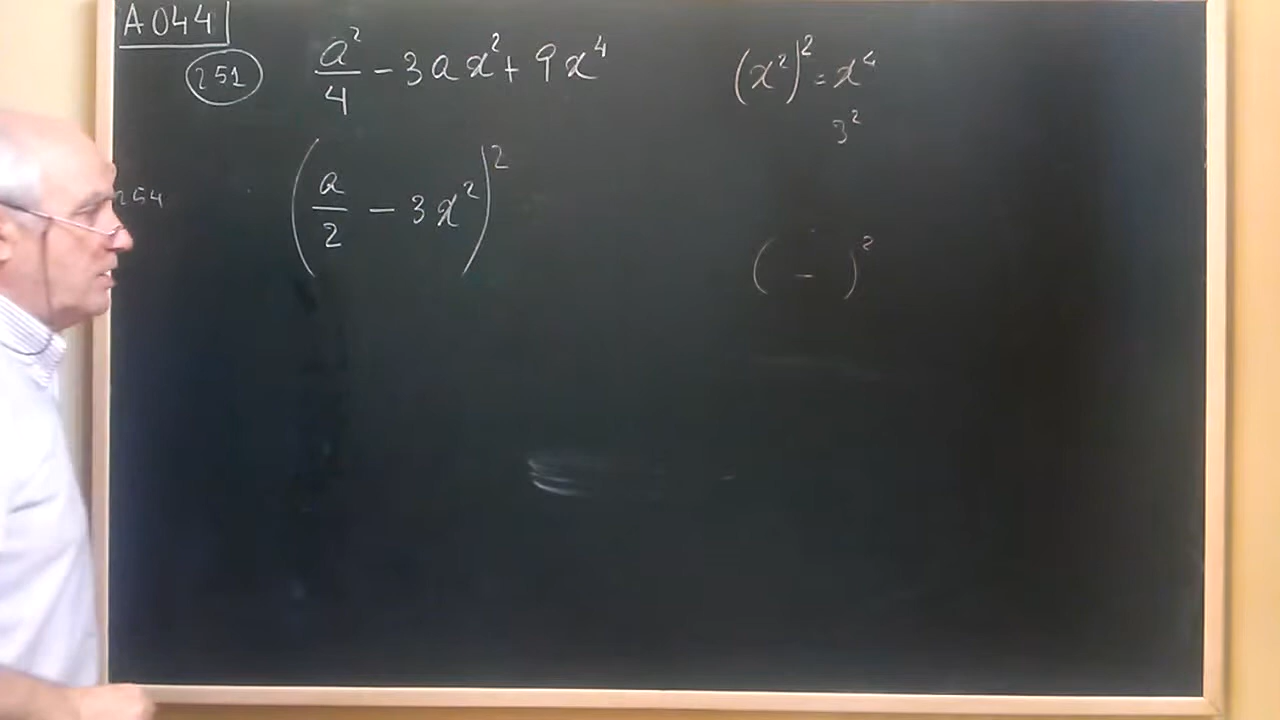 A044
251 a²/4 - 3ax² + 9x⁴
(x²)² = x⁴
3²
254
(a/2 - 3x²)²
( - )²